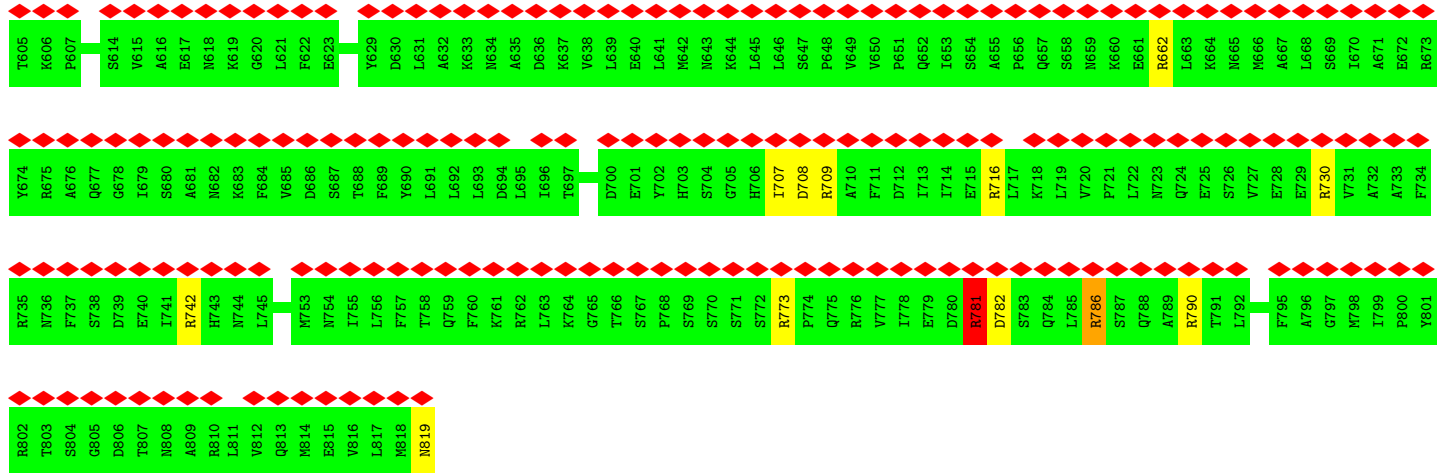 T605 K606 P607 S614 V615 A616 E617 N618 K619 G620 L621 F622 E623 Y629 D630 L631 A632 K633 N634 A635 D636 K637 V638 L639 E640 L641 M642 N643 K644 L645 L646 S647 P648 V649 V650 P651 Q652 I653 S654 A655 P656 Q657 S658 N659 K660 E661 R662 L663 K664 N665 M666 A667 L668 S669 I670 A671 E672 R673
Y674 R675 A676 Q677 G678 I679 S680 A681 N682 K683 F684 V685 D686 S687 T688 F689 Y690 L691 L692 L693 D694 L695 I696 T697 D700 E701 Y702 H703 S704 G705 H706 I707 D708 R709 A710 F711 D712 I713 I714 E715 R716 L717 K718 L719 V720 P721 L722 N723 Q724 E725 S726 V727 E728 E729 R730 V731 A732 A733 F734
R735 N736 F737 S738 D739 E740 I741 R742 H743 N744 L745 M753 N754 I755 L756 F757 T758 Q759 F760 K761 R762 L763 K764 G765 T766 S767 P768 S769 S770 S771 S772 R773 P774 Q775 R776 V777 I778 E779 D780 R781 D782 S783 Q784 L785 R786 S787 Q788 A789 R790 T791 L792 F795 A796 G797 M798 I799 P800 Y801
R802 T803 S804 G805 D806 T807 N808 A809 R810 L811 V812 Q813 M814 E815 V816 L817 M818 N819